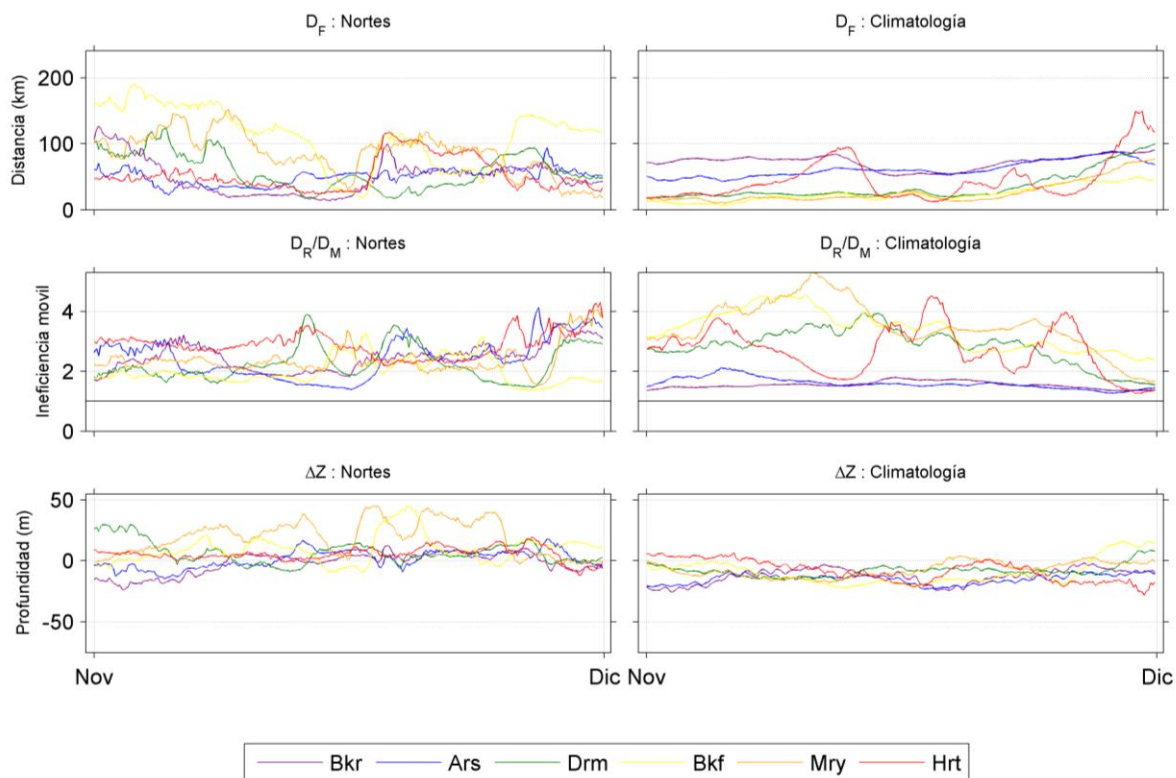 D_F : Nortes
D_F : Climatología
Distancia (km)
200
100
0
D_R/D_M : Nortes
D_R/D_M : Climatología
Ineficiencia movil
4
2
0
ΔZ : Nortes
ΔZ : Climatología
Profundidad (m)
50
0
-50
Nov
Dic
Nov
Dic
Bkr Ars Drm Bkf Mry Hrt